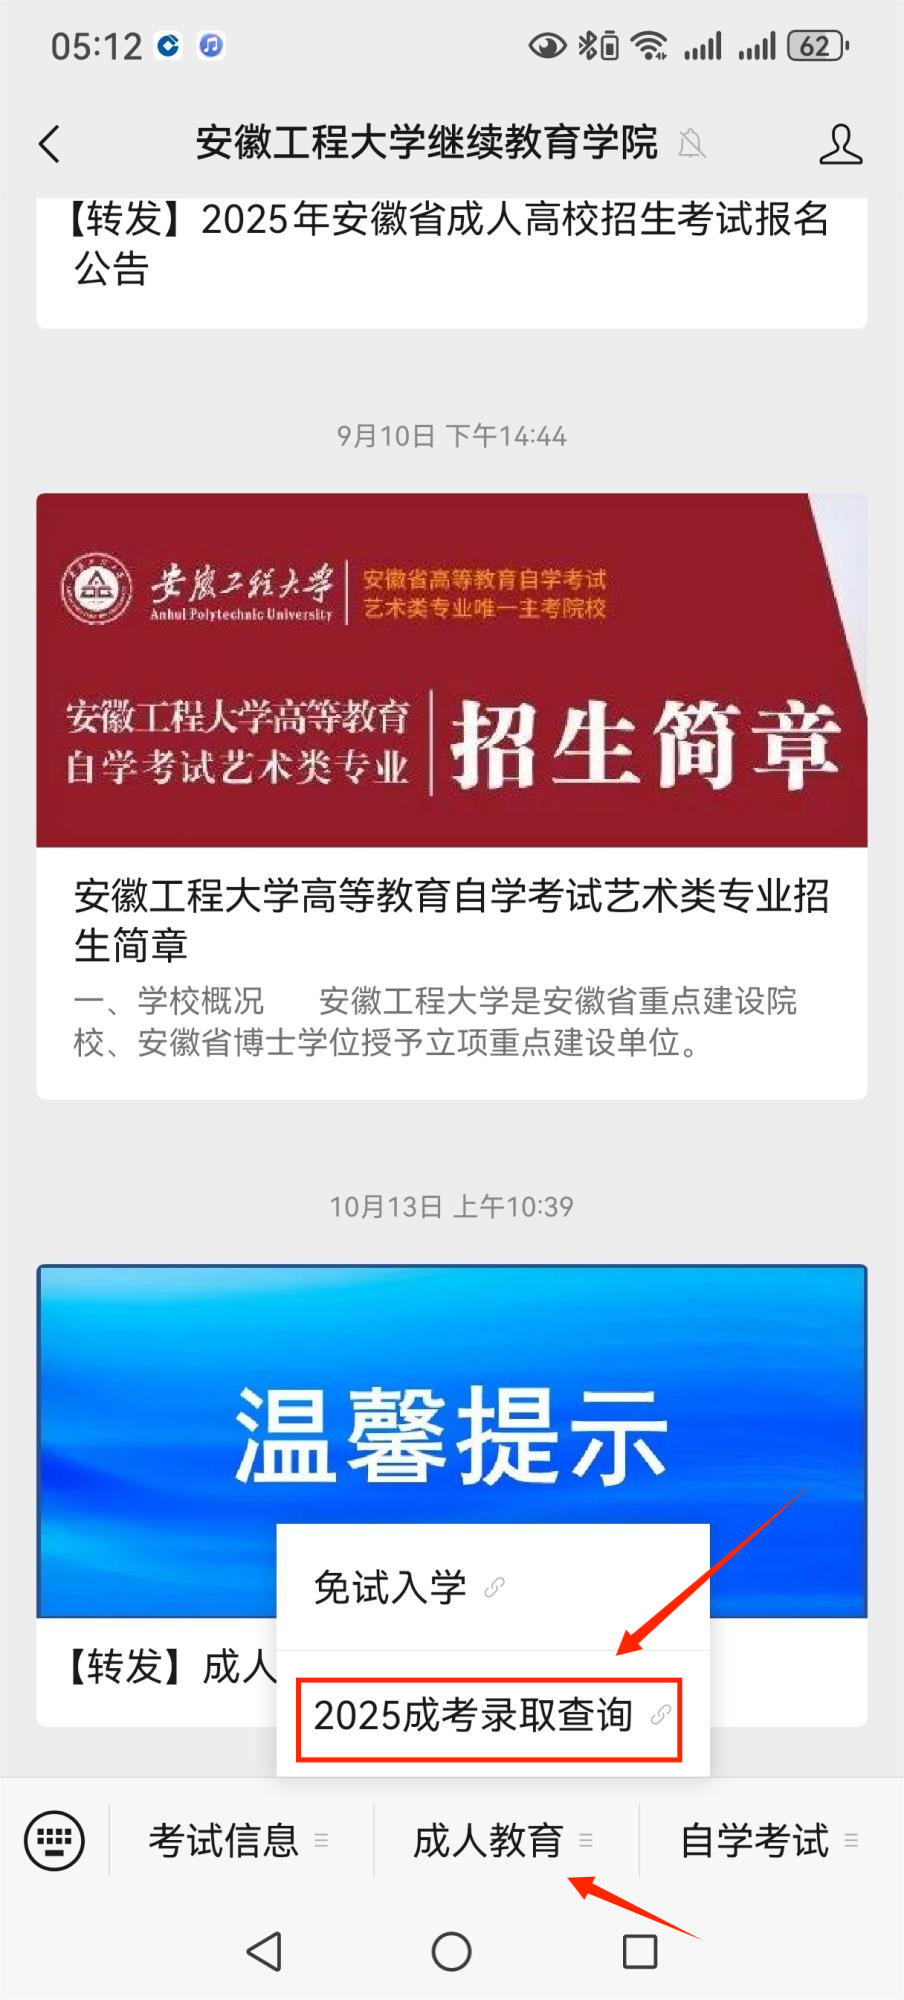 05:12
62
安徽工程大学继续教育学院
【转发】2025年安徽省成人高校招生考试报名
公告
9月10日 下午14:44
安徽工程大学
Anhui Polytechnic University
安徽省高等教育自学考试
艺术类专业唯一主考院校
安徽工程大学高等教育
自学考试艺术类专业
招生简章
安徽工程大学高等教育自学考试艺术类专业招
生简章
一、学校概况 安徽工程大学是安徽省重点建设院
校、安徽省博士学位授予立项重点建设单位。
10月13日 上午10:39
温馨提示
【转发】成人
免试入学
2025成考录取查询
考试信息
成人教育
自学考试